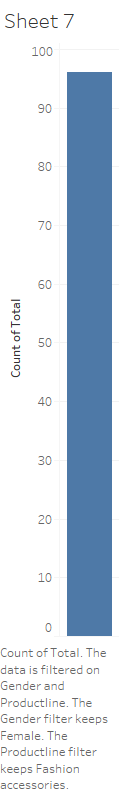 Sheet 7
100
90
80
70
60
50
40
30
20
10
0
Count of Total
Count of Total. The
data is filtered on
Gender and
Productline. The
Gender filter keeps
Female. The
Productline filter
keeps Fashion
accessories.